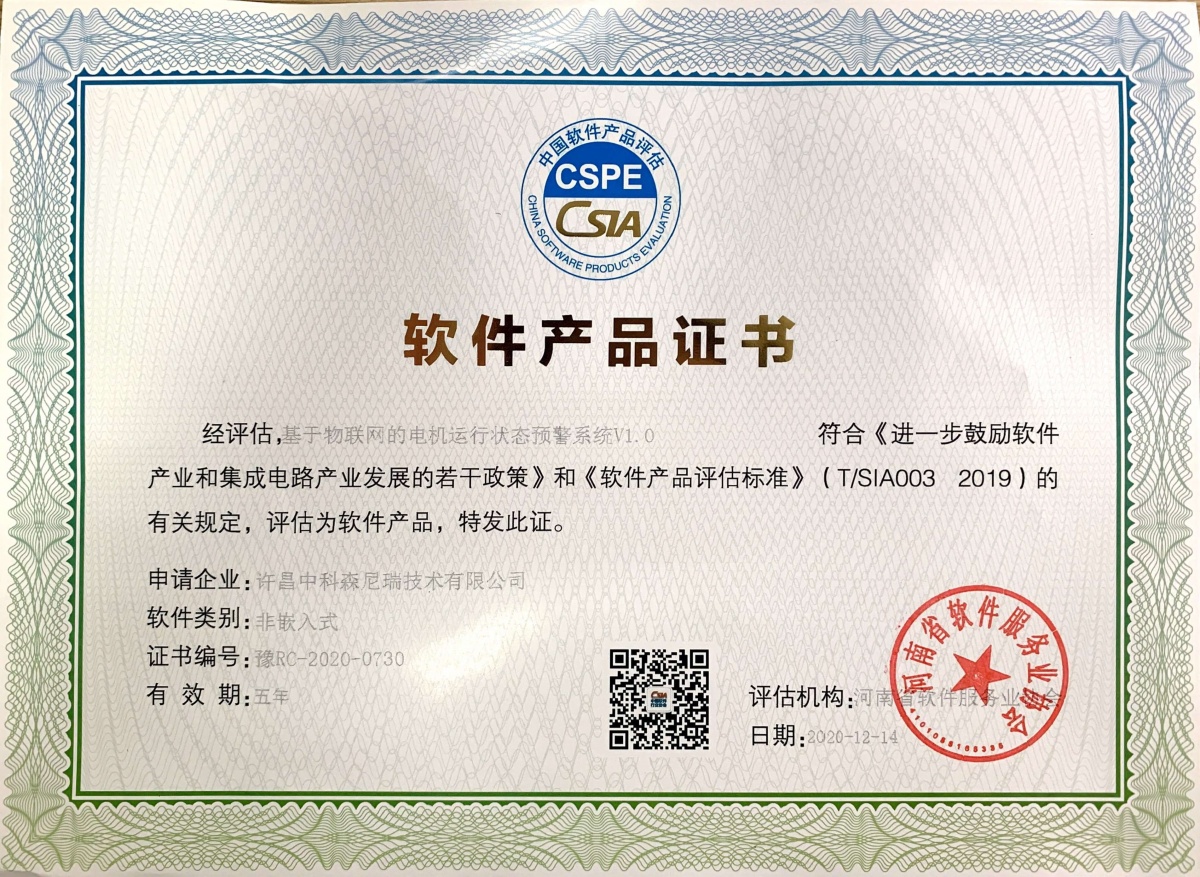 中国软件产品评估
CSPE
CSIA
CHINA SOFTWARE PRODUCTS EVALUATION
软件产品证书
经评估,基于物联网的电机运行状态预警系统V1.0 符合《进一步鼓励软件
产业和集成电路产业发展的若干政策》和《软件产品评估标准》（T/SIA003 2019）的
有关规定，评估为软件产品，特发此证。
申请企业:许昌中科森尼瑞技术有限公司
软件类别:非嵌入式
证书编号:豫RC-2020-0730
有 效 期:五年
评估机构:河南省软件服务业协会
日期:2020-12-14
河南省软件服务业协会